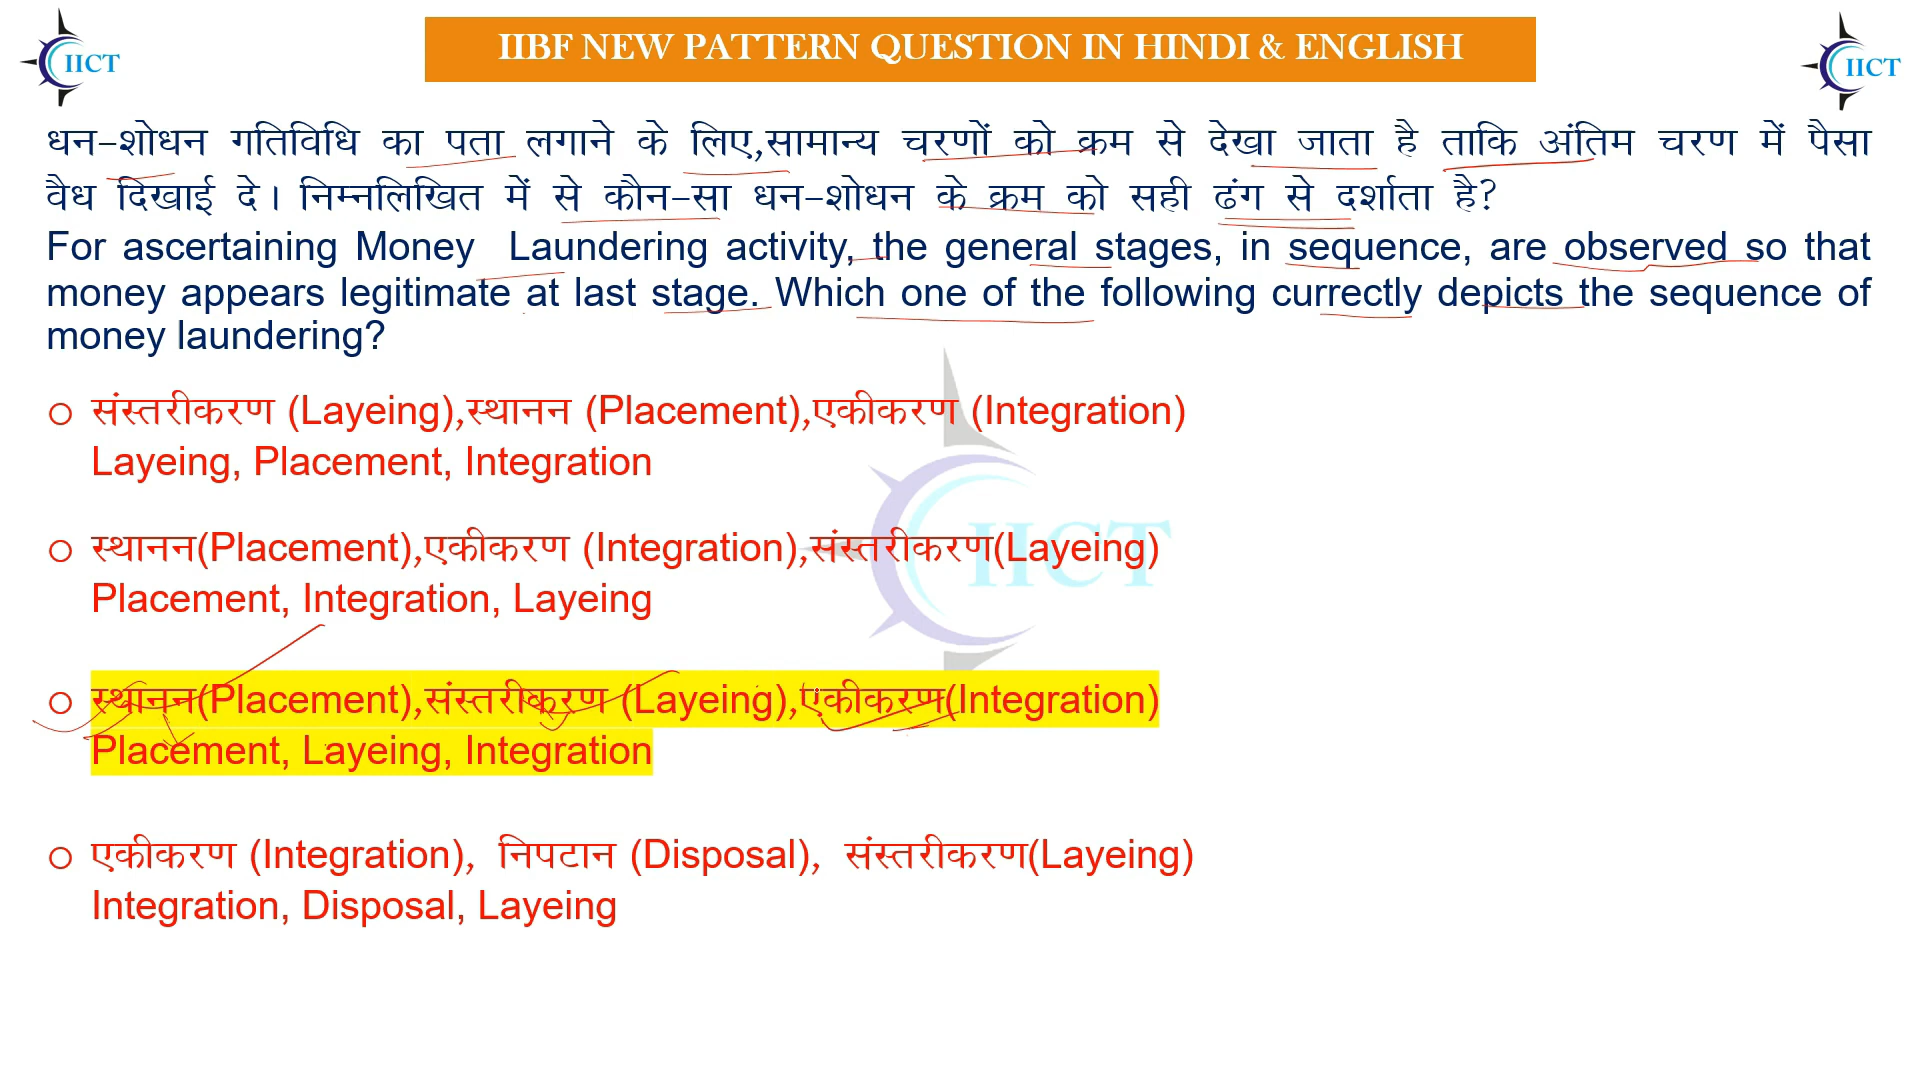 IICT
IIBF NEW PATTERN QUESTION IN HINDI & ENGLISH
IICT
धन-शोधन गतिविधि का पता लगाने के लिए,सामान्य चरणों को क्रम से देखा जाता है ताकि अंतिम चरण में पैसा
वैध दिखाई दे। निम्नलिखित में से कौन-सा धन-शोधन के क्रम को सही ढंग से दर्शाता है?
For ascertaining Money Laundering activity, the general stages, in sequence, are observed so that
money appears legitimate at last stage. Which one of the following currectly depicts the sequence of
money laundering?
संस्तरीकरण (Layeing),स्थानन (Placement),एकीकरण (Integration)
Layeing, Placement, Integration
स्थानन(Placement),एकीकरण (Integration),संस्तरीकरण(Layeing)
Placement, Integration, Layeing
IICT
स्थानन(Placement),संस्तरीकरण (Layeing),एकीकरण(Integration)
Placement, Layeing, Integration
एकीकरण (Integration), निपटान (Disposal), संस्तरीकरण(Layeing)
Integration, Disposal, Layeing